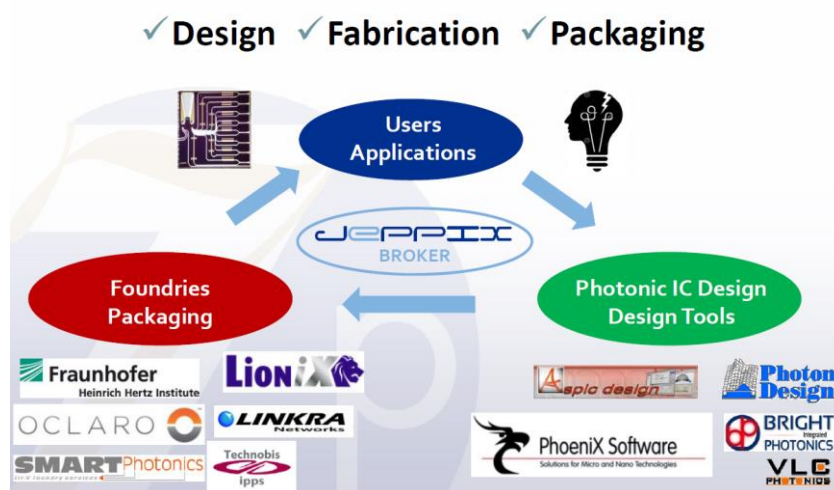 ✓ Design ✓ Fabrication ✓ Packaging
Users
Applications
JePPIX
BROKER
Foundries
Packaging
Photonic IC Design
Design Tools
Fraunhofer
Heinrich Hertz Institute
LioniX
OCLARO
LINKRA
Networks
SMARTPhotonics
Technobis
ipps
Aspic design
Photon
Design
PhoeniX Software
Solutions for Micro and Nano Technologies
BRIGHT
Integrated
PHOTONICS
VLC
PHOTONICS